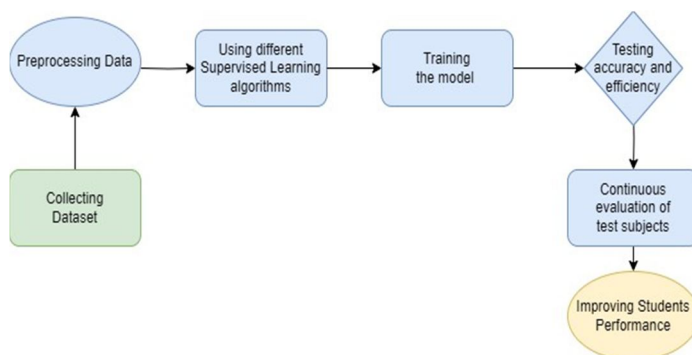 Preprocessing Data
Using different
Supervised Learning
algorithms
Training
the model
Testing
accuracy and
efficiency
Collecting
Dataset
Continuous
evaluation of
test subjects
Improving Students
Performance